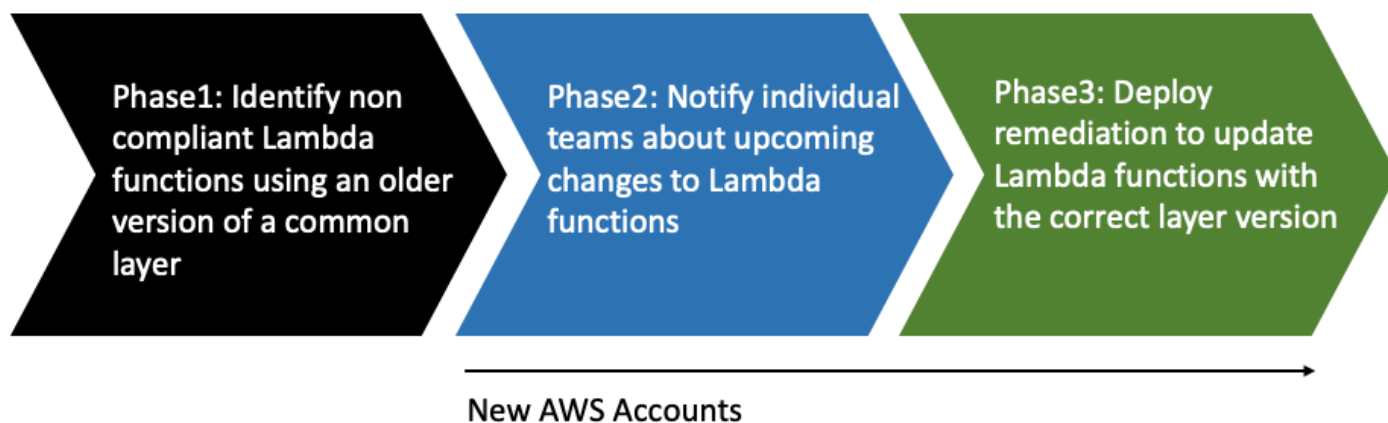 Phase1: Identify non
compliant Lambda
functions using an older
version of a common
layer
Phase2: Notify individual
teams about upcoming
changes to Lambda
functions
Phase3: Deploy
remediation to update
Lambda functions with
the correct layer version
New AWS Accounts